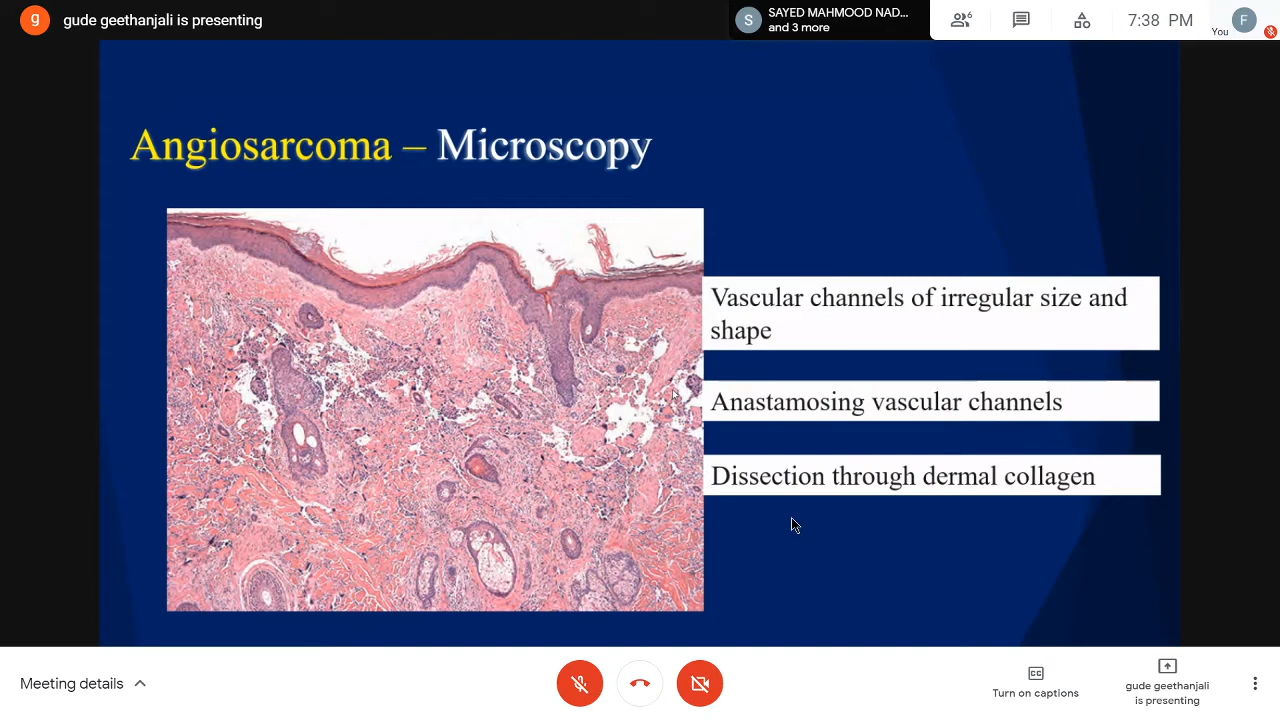 g
gude geethanjali is presenting
S
SAYED MAHMOOD NAD...
and 3 more
6
7:38 PM
You
F
Angiosarcoma – Microscopy
Vascular channels of irregular size and
shape
Anastamosing vascular channels
Dissection through dermal collagen
Meeting details
CC
Turn on captions
gude geethanjali
is presenting